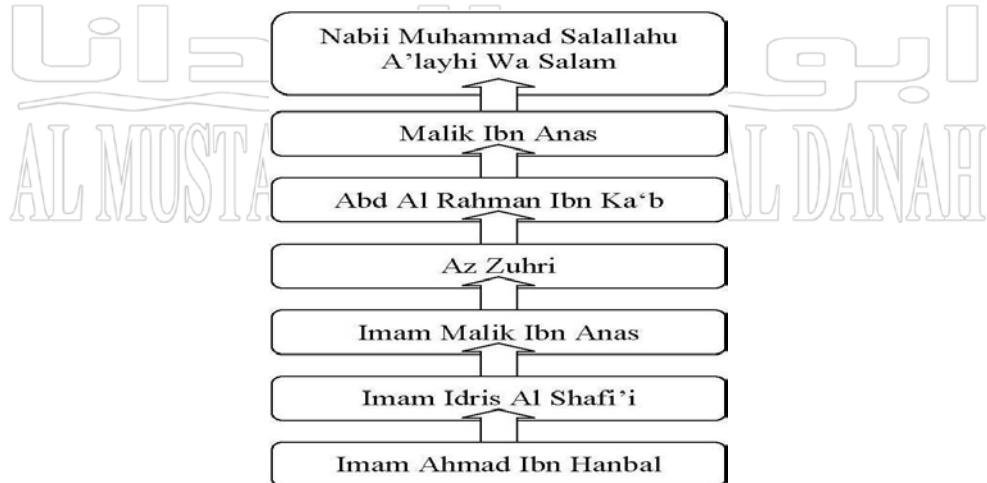 Nabii Muhammad Salallahu
A’layhi Wa Salam
Malik Ibn Anas
AL MUSTA
AL DANAH
Abd Al Rahman Ibn Ka‘b
Az Zuhri
Imam Malik Ibn Anas
Imam Idris Al Shafi’i
Imam Ahmad Ibn Hanbal